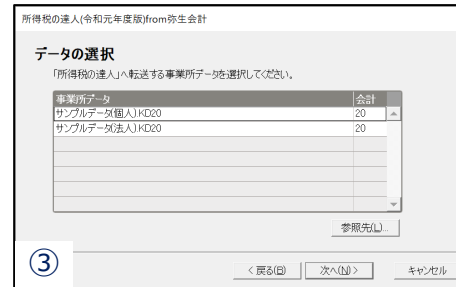 所得税の達人(令和元年度版)from弥生会計
データの選択
「所得税の達人」へ転送する事業所データを選択してください。
事業所データ 会計
サンプルデータ(個人).KD20 20
サンプルデータ(法人).KD20 20
参照先(L)...
③
< 戻る(B) 次へ(N) > キャンセル